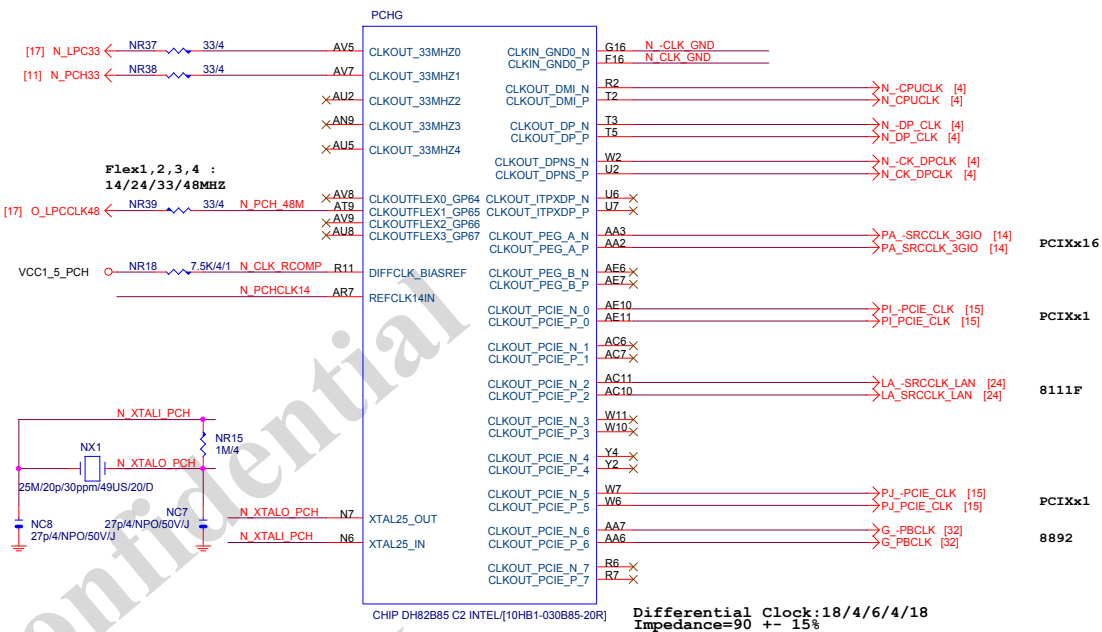 PCHG
[17] N_LPC33 NR37 33/4 AV5 CLKOUT_33MHZ0
[11] N_PCH33 NR38 33/4 AV7 CLKOUT_33MHZ1
AU2 CLKOUT_33MHZ2
AN9 CLKOUT_33MHZ3
AU5 CLKOUT_33MHZ4
Flex1,2,3,4 :
14/24/33/48MHZ
AV8 CLKOUTFLEX0_GP64
[17] O_LPCCLK48 NR39 33/4 N_PCH_48M AT9 CLKOUTFLEX1_GP65
AV9 CLKOUTFLEX2_GP66
AU8 CLKOUTFLEX3_GP67
VCC1_5_PCH NR18 7.5K/4/1 N_CLK_RCOMP R11 DIFFCLK_BIASREF
N_PCHCLK14 AR7 REFCLK14IN
N_XTALI_PCH
NR15
1M/4
NX1
N_XTALO_PCH
25M/20p/30ppm/49US/20/D
NC8
27p/4/NPO/50V/J
NC7
27p/4/NPO/50V/J
N_XTALO_PCH N7 XTAL25_OUT
N_XTALI_PCH N6 XTAL25_IN
CLKIN_GND0_N G16 N_-CLK_GND
CLKIN_GND0_P F16 N_CLK_GND
CLKOUT_DMI_N R2 N_-CPUCLK [4]
CLKOUT_DMI_P T2 N_CPUCLK [4]
CLKOUT_DP_N T3 N_-DP_CLK [4]
CLKOUT_DP_P T5 N_DP_CLK [4]
CLKOUT_DPNS_N W2 N_-CK_DPCLK [4]
CLKOUT_DPNS_P U2 N_CK_DPCLK [4]
CLKOUT_ITPXDP_N U6
CLKOUT_ITPXDP_P U7
CLKOUT_PEG_A_N AA3 PA_-SRCCLK_3GIO [14]
CLKOUT_PEG_A_P AA2 PA_SRCCLK_3GIO [14]
PCIXx16
CLKOUT_PEG_B_N AE6
CLKOUT_PEG_B_P AE7
CLKOUT_PCIE_N_0 AE10 PI_-PCIE_CLK [15]
CLKOUT_PCIE_P_0 AE11 PI_PCIE_CLK [15]
PCIXx1
CLKOUT_PCIE_N_1 AC6
CLKOUT_PCIE_P_1 AC7
CLKOUT_PCIE_N_2 AC11 LA_-SRCCLK_LAN [24]
CLKOUT_PCIE_P_2 AC10 LA_SRCCLK_LAN [24]
8111F
CLKOUT_PCIE_N_3 W11
CLKOUT_PCIE_P_3 W10
CLKOUT_PCIE_N_4 Y4
CLKOUT_PCIE_P_4 Y2
CLKOUT_PCIE_N_5 W7 PJ_-PCIE_CLK [15]
CLKOUT_PCIE_P_5 W6 PJ_PCIE_CLK [15]
PCIXx1
CLKOUT_PCIE_N_6 AA7 G_-PBCLK [32]
CLKOUT_PCIE_P_6 AA6 G_PBCLK [32]
8892
CLKOUT_PCIE_N_7 R6
CLKOUT_PCIE_P_7 R7
CHIP DH82B85 C2 INTEL/[10HB1-030B85-20R]
Differential Clock:18/4/6/4/18
Impedance=90 +- 15%
onfidential